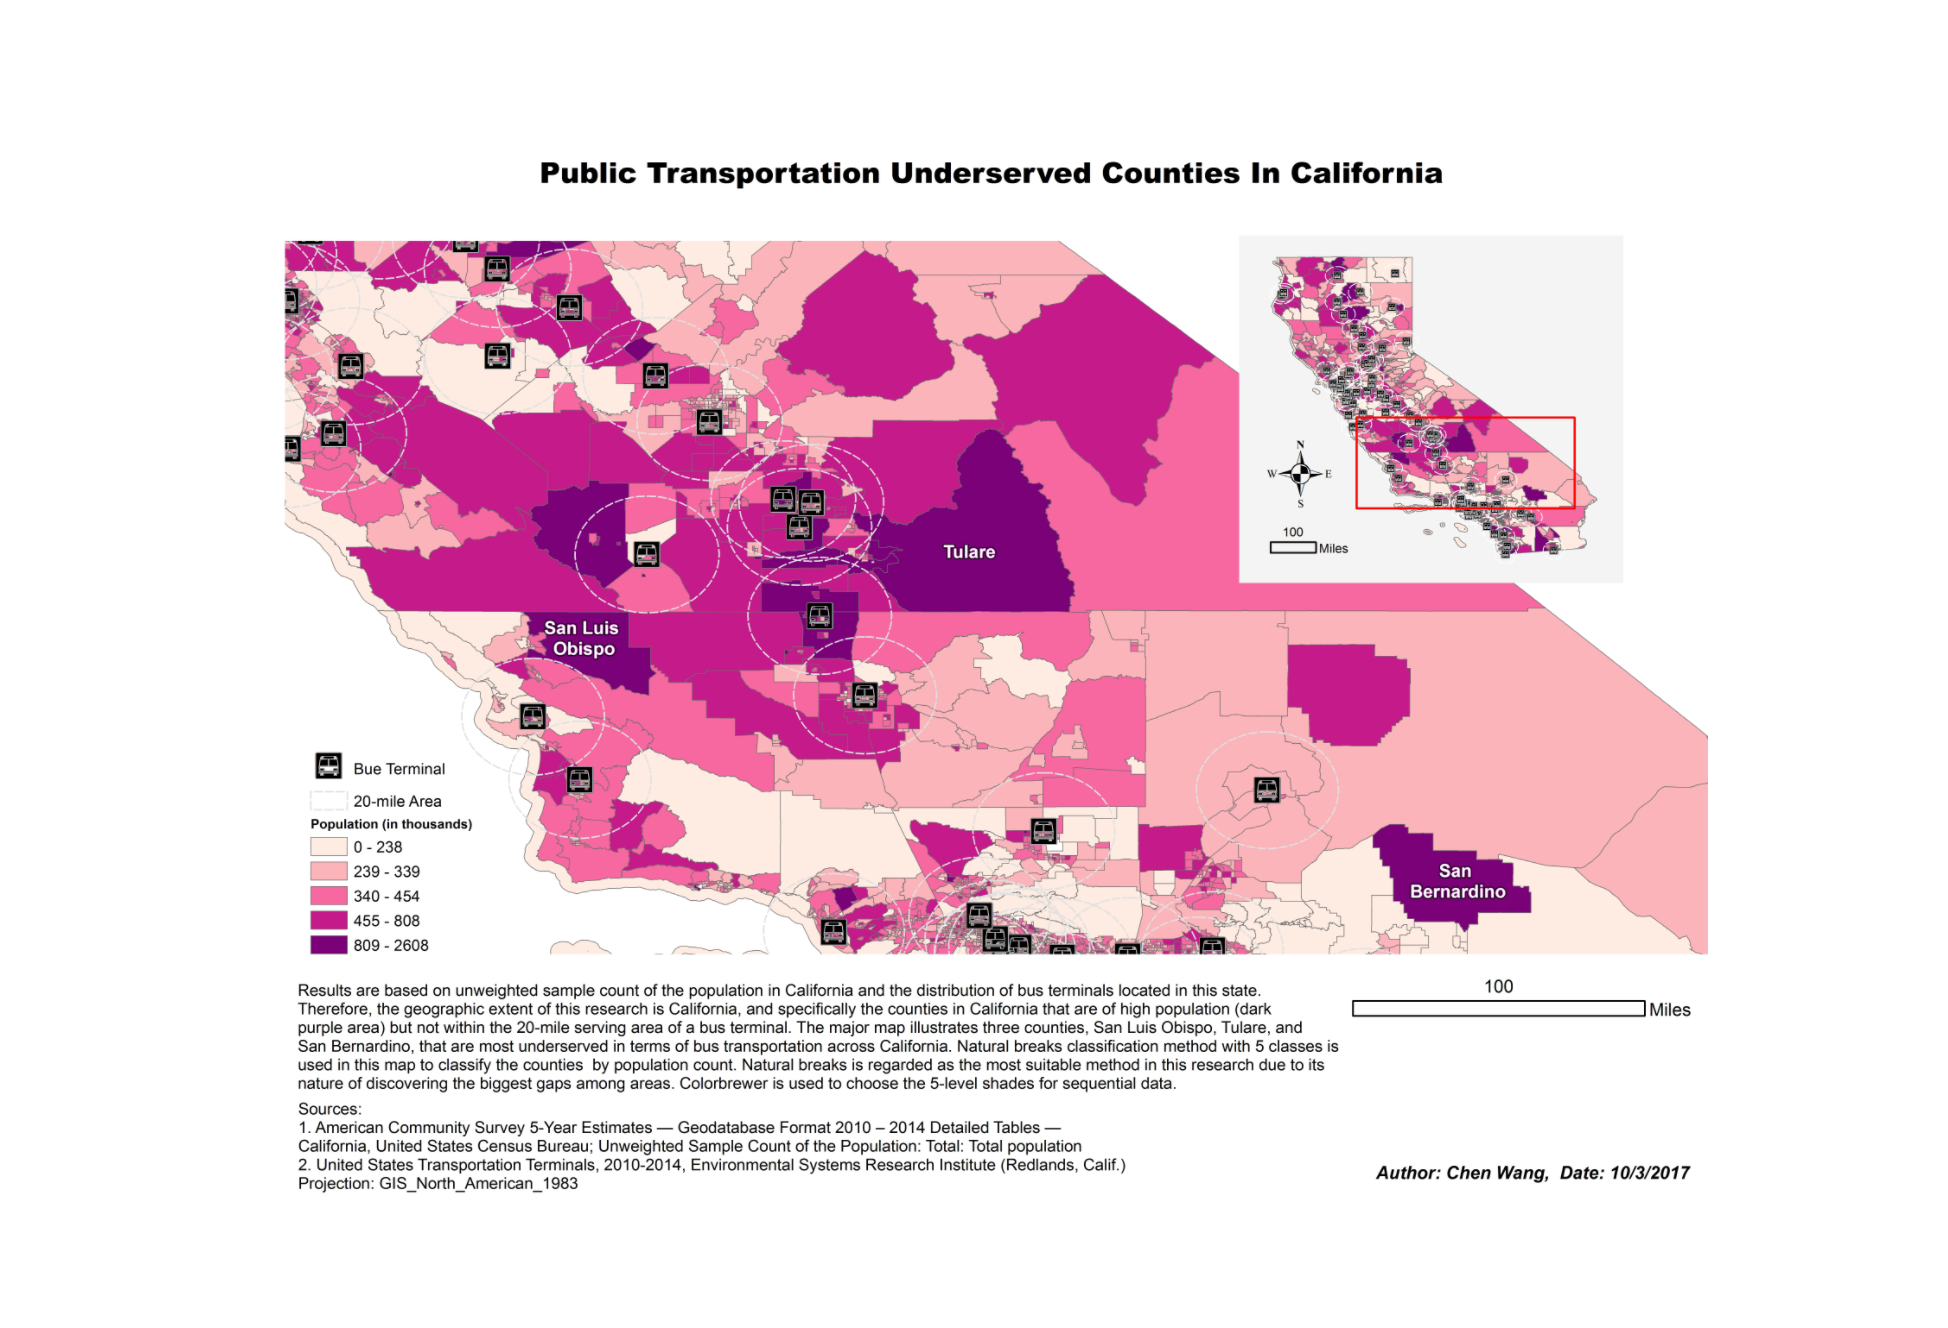 Public Transportation Underserved Counties In California
N
W E
S
100
Miles
Tulare
San Luis
Obispo
San
Bernardino
Bue Terminal
20-mile Area
Population (in thousands)
0 - 238
239 - 339
340 - 454
455 - 808
809 - 2608
100
Miles
Results are based on unweighted sample count of the population in California and the distribution of bus terminals located in this state.
Therefore, the geographic extent of this research is California, and specifically the counties in California that are of high population (dark
purple area) but not within the 20-mile serving area of a bus terminal. The major map illustrates three counties, San Luis Obispo, Tulare, and
San Bernardino, that are most underserved in terms of bus transportation across California. Natural breaks classification method with 5 classes is
used in this map to classify the counties by population count. Natural breaks is regarded as the most suitable method in this research due to its
nature of discovering the biggest gaps among areas. Colorbrewer is used to choose the 5-level shades for sequential data.
Sources:
1. American Community Survey 5-Year Estimates — Geodatabase Format 2010 – 2014 Detailed Tables —
California, United States Census Bureau; Unweighted Sample Count of the Population: Total: Total population
2. United States Transportation Terminals, 2010-2014, Environmental Systems Research Institute (Redlands, Calif.)
Projection: GIS_North_American_1983
Author: Chen Wang, Date: 10/3/2017